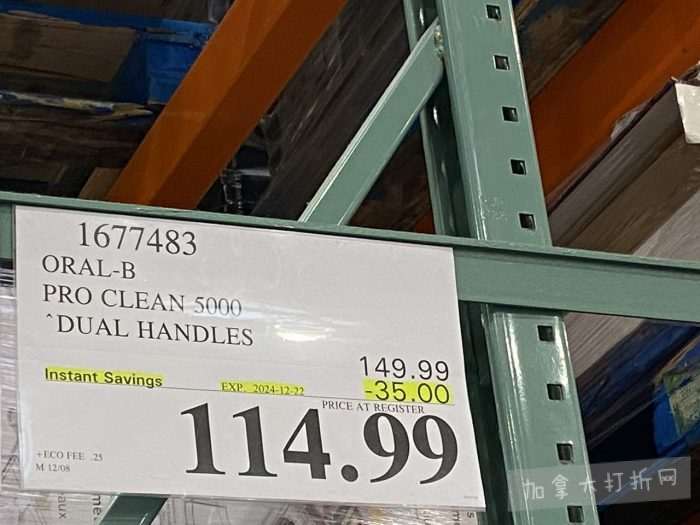 1677483
ORAL-B
PRO CLEAN 5000
^DUAL HANDLES
149.99
Instant Savings EXP. 2024-12-22 -35.00
PRICE AT REGISTER
114.99
+ECO FEE .25
M 12/08
加拿大打折网